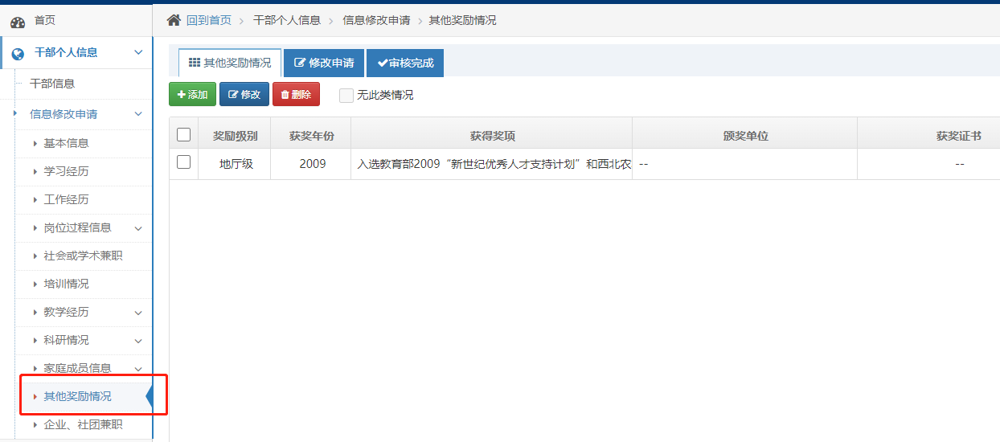 首页
回到首页 干部个人信息 信息修改申请 其他奖励情况
干部个人信息
其他奖励情况 修改申请 审核完成
干部信息
添加 修改 删除 无此类情况
信息修改申请
奖励级别 获奖年份 获得奖项 颁奖单位 获奖证书
基本信息
地厅级 2009 入选教育部2009“新世纪优秀人才支持计划”和西北农 -- --
学习经历
工作经历
岗位过程信息
社会或学术兼职
培训情况
教学经历
科研情况
家庭成员信息
其他奖励情况
企业、社团兼职